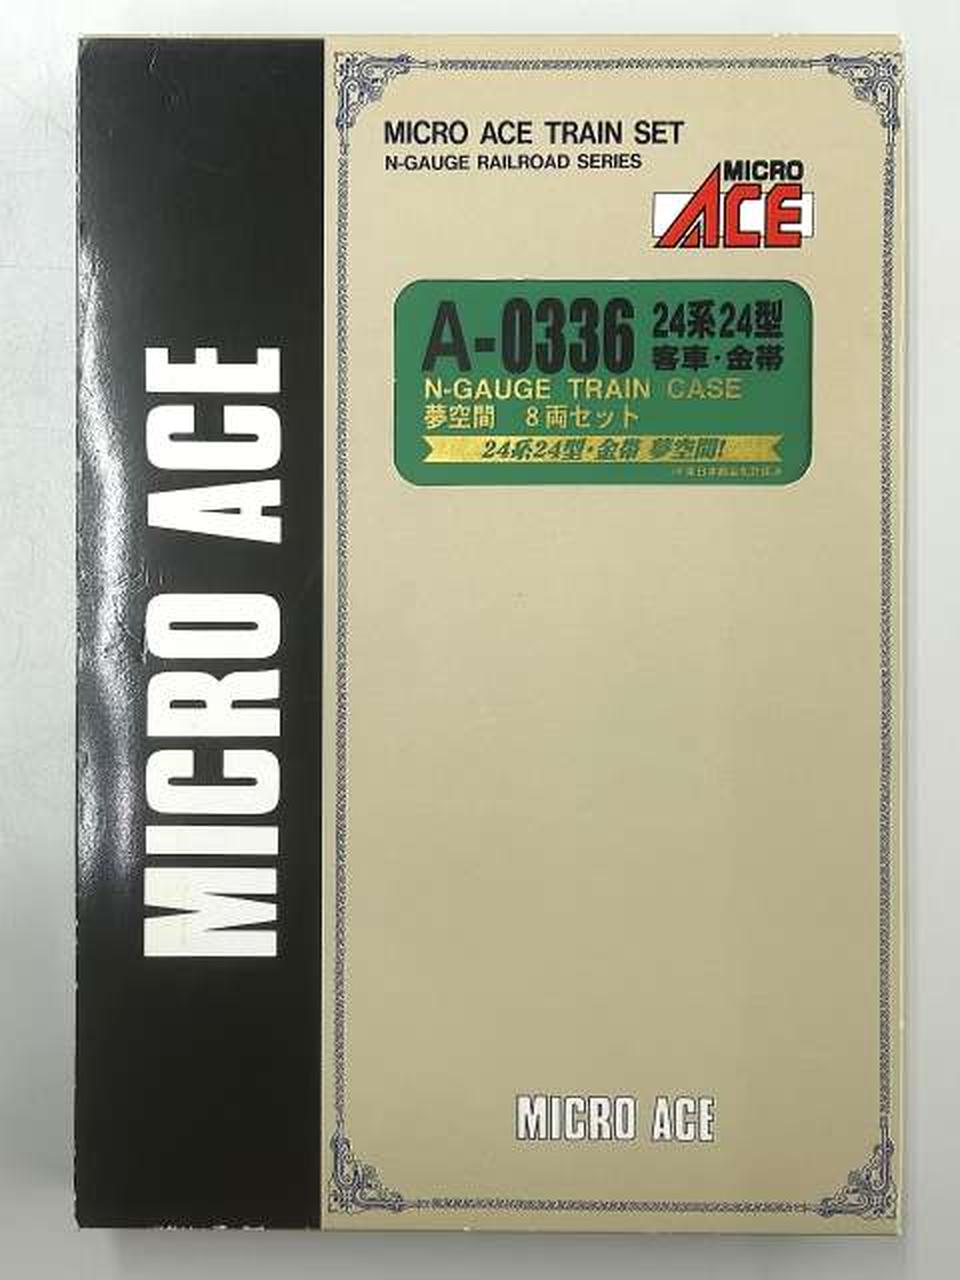 MICRO ACE
MICRO ACE TRAIN SET
N-GAUGE RAILROAD SERIES
MICRO
ACE
A-0336 24系24型
客車・金帯
N-GAUGE TRAIN CASE
夢空間 8両セット
24系24型・金帯 夢空間!
MICRO ACE